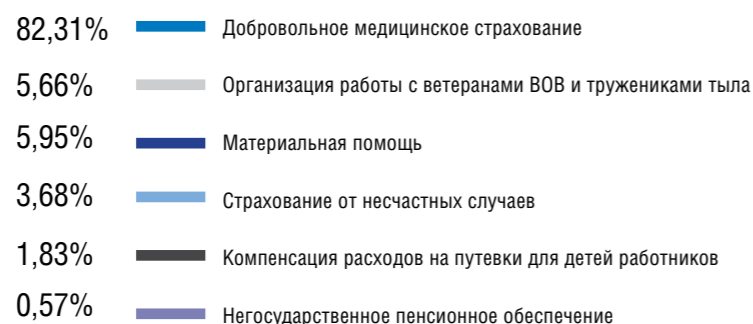 82,31% Добровольное медицинское страхование
5,66% Организация работы с ветеранами ВОВ и тружениками тыла
5,95% Материальная помощь
3,68% Страхование от несчастных случаев
1,83% Компенсация расходов на путевки для детей работников
0,57% Негосударственное пенсионное обеспечение